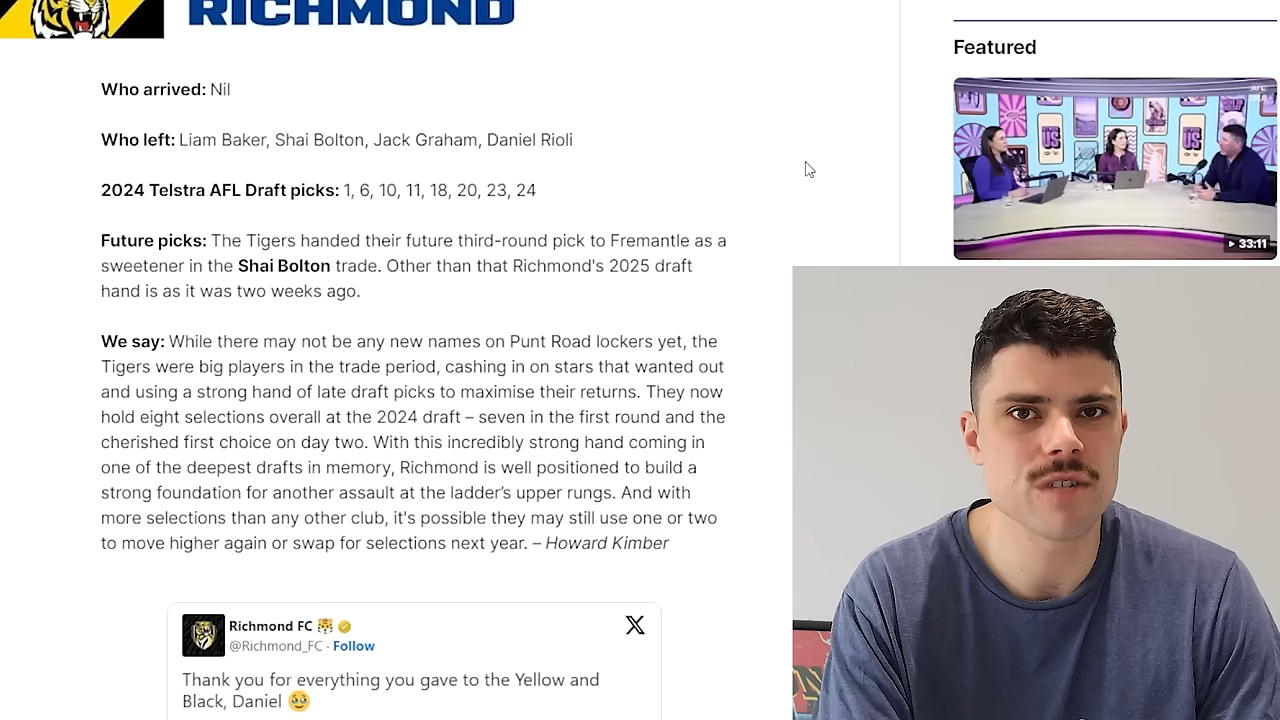 RICHMOND
Featured
Who arrived: Nil
Who left: Liam Baker, Shai Bolton, Jack Graham, Daniel Rioli
2024 Telstra AFL Draft picks: 1, 6, 10, 11, 18, 20, 23, 24
Future picks: The Tigers handed their future third-round pick to Fremantle as a
sweetener in the Shai Bolton trade. Other than that Richmond's 2025 draft
hand is as it was two weeks ago.
33:11
We say: While there may not be any new names on Punt Road lockers yet, the
Tigers were big players in the trade period, cashing in on stars that wanted out
and using a strong hand of late draft picks to maximise their returns. They now
hold eight selections overall at the 2024 draft – seven in the first round and the
cherished first choice on day two. With this incredibly strong hand coming in
one of the deepest drafts in memory, Richmond is well positioned to build a
strong foundation for another assault at the ladder’s upper rungs. And with
more selections than any other club, it's possible they may still use one or two
to move higher again or swap for selections next year. – Howard Kimber
Richmond FC
@Richmond_FC · Follow
Thank you for everything you gave to the Yellow and
Black, Daniel